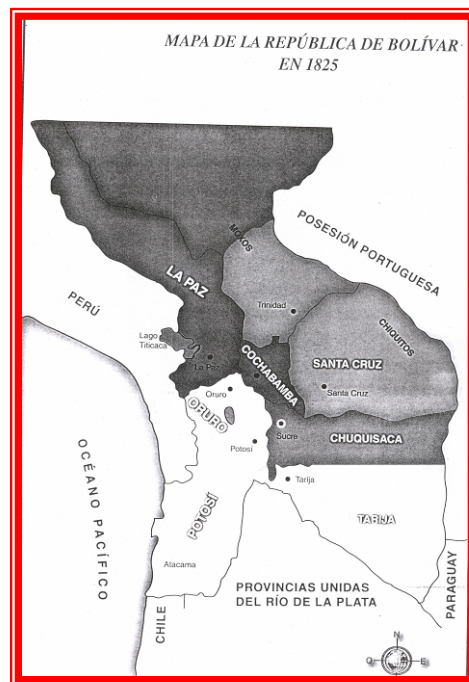 MAPA DE LA REPÚBLICA DE BOLÍVAR
EN 1825
MOXOS
POSESIÓN PORTUGUESA
LA PAZ
PERÚ
Trinidad
CHIQUITOS
Lago
Titicaca
La Paz
COCHABAMBA
SANTA CRUZ
Santa Cruz
Oruro
ORURO
Sucre
CHUQUISACA
Potosí
Tarija
OCÉANO PACÍFICO
POTOSÍ
TARIJA
Atacama
PROVINCIAS UNIDAS
DEL RÍO DE LA PLATA
CHILE
PARAGUAY
N
O
E